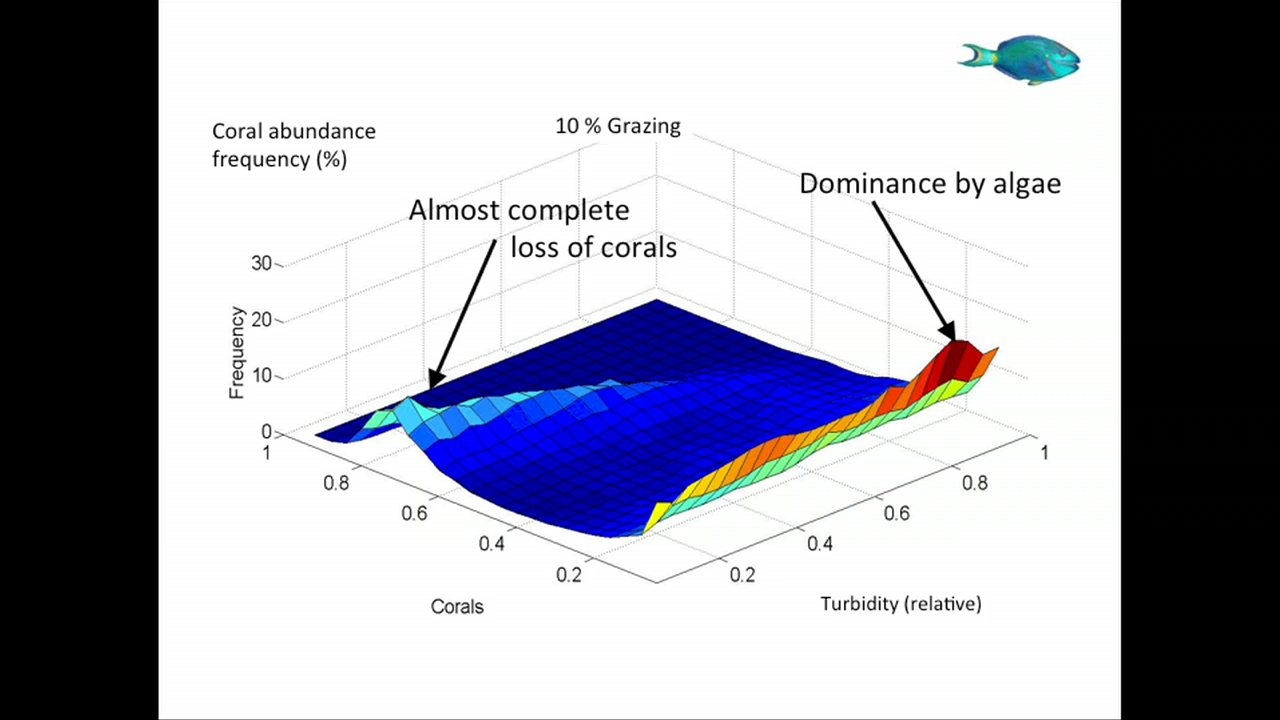 Coral abundance
frequency (%)
10 % Grazing
Dominance by algae
Almost complete
loss of corals
Frequency
30
20
10
0
1
0.8
0.6
0.4
0.2
Corals
0.2
0.4
0.6
0.8
1
Turbidity (relative)